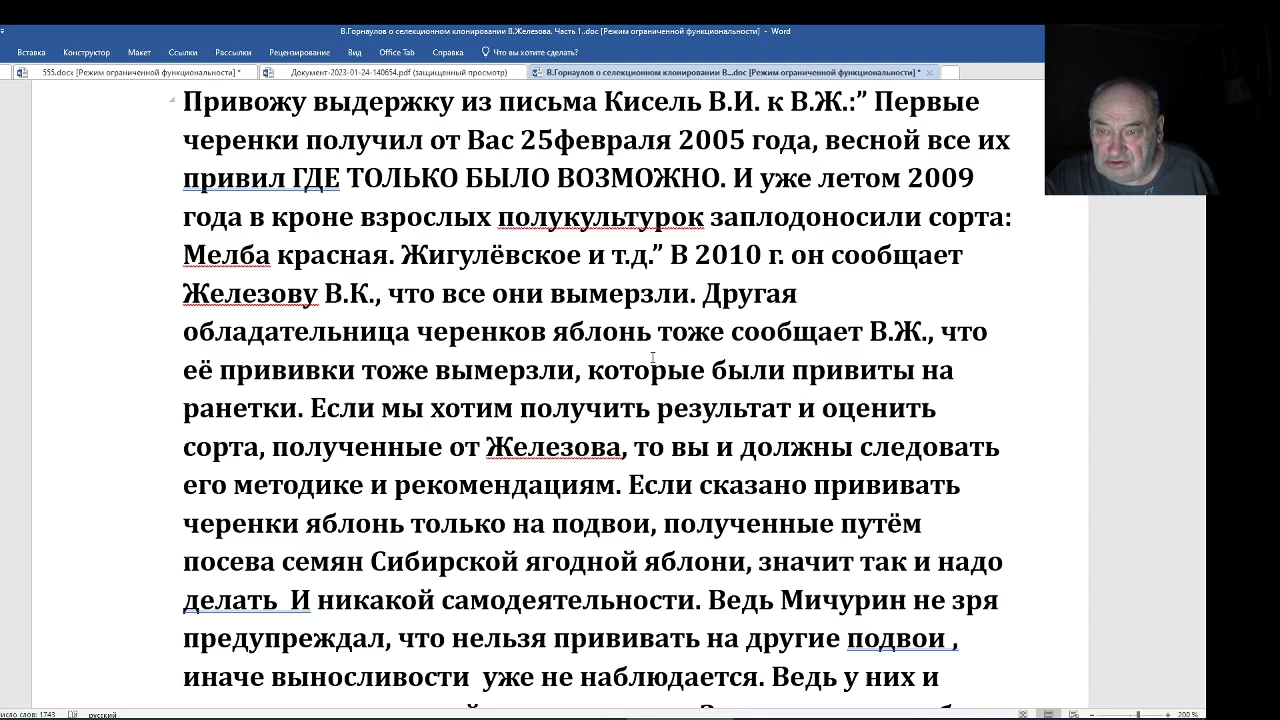 В.Горнаулов о селекционном клонировании В.Железова. Часть 1..doc [Режим ограниченной функциональности] - Word
Вставка Конструктор Макет Ссылки Рассылки Рецензирование Вид Office Tab Справка Что вы хотите сделать?
555.docx [Режим ограниченной функциональности] * Документ-2023-01-24-140654.pdf (защищенный просмотр) В.Горнаулов о селекционном клонировании В...doc [Режим ограниченной функциональности] *
Привожу выдержку из письма Кисель В.И. к В.Ж.:” Первые
черенки получил от Вас 25февраля 2005 года, весной все их
привил ГДЕ ТОЛЬКО БЫЛО ВОЗМОЖНО. И уже летом 2009
года в кроне взрослых полукультурок заплодоносили сорта:
Мелба красная. Жигулёвское и т.д.” В 2010 г. он сообщает
Железову В.К., что все они вымерзли. Другая
обладательница черенков яблонь тоже сообщает В.Ж., что
её прививки тоже вымерзли, которые были привиты на
ранетки. Если мы хотим получить результат и оценить
сорта, полученные от Железова, то вы и должны следовать
его методике и рекомендациям. Если сказано прививать
черенки яблонь только на подвои, полученные путём
посева семян Сибирской ягодной яблони, значит так и надо
делать  И никакой самодеятельности. Ведь Мичурин не зря
предупреждал, что нельзя прививать на другие подвои ,
иначе выносливости  уже не наблюдается. Ведь у них и
число слов: 1743 русский 200 %